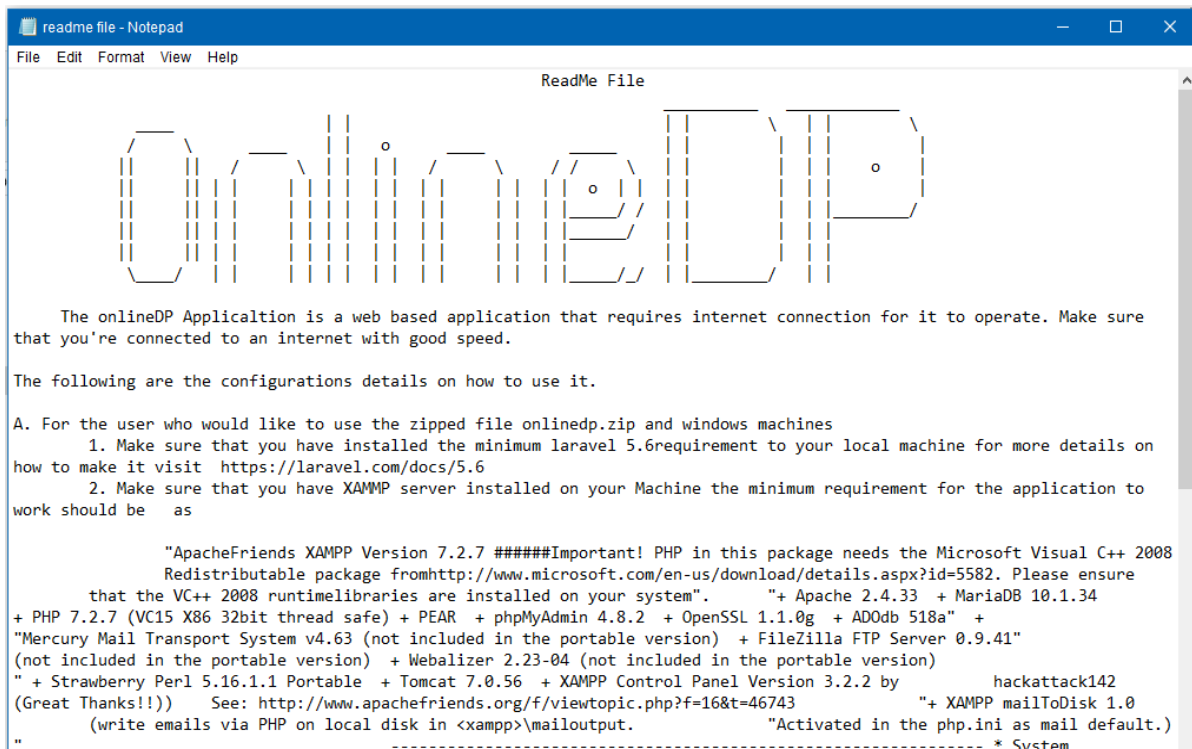 readme file - Notepad
File Edit Format View Help
ReadMe File
OnlineDP
The onlineDP Applicaltion is a web based application that requires internet connection for it to operate. Make sure
that you're connected to an internet with good speed.
The following are the configurations details on how to use it.
A. For the user who would like to use the zipped file onlinedp.zip and windows machines
1. Make sure that you have installed the minimum laravel 5.6requirement to your local machine for more details on
how to make it visit https://laravel.com/docs/5.6
2. Make sure that you have XAMMP server installed on your Machine the minimum requirement for the application to
work should be as
"ApacheFriends XAMPP Version 7.2.7 ######Important! PHP in this package needs the Microsoft Visual C++ 2008
Redistributable package fromhttp://www.microsoft.com/en-us/download/details.aspx?id=5582. Please ensure
that the VC++ 2008 runtimelibraries are installed on your system". "+ Apache 2.4.33 + MariaDB 10.1.34
+ PHP 7.2.7 (VC15 X86 32bit thread safe) + PEAR + phpMyAdmin 4.8.2 + OpenSSL 1.1.0g + ADOdb 518a" +
"Mercury Mail Transport System v4.63 (not included in the portable version) + FileZilla FTP Server 0.9.41"
(not included in the portable version) + Webalizer 2.23-04 (not included in the portable version)
" + Strawberry Perl 5.16.1.1 Portable + Tomcat 7.0.56 + XAMPP Control Panel Version 3.2.2 by hackattack142
(Great Thanks!!)) See: http://www.apachefriends.org/f/viewtopic.php?f=16&t=46743 "+ XAMPP mailToDisk 1.0
(write emails via PHP on local disk in <xampp>\mailoutput. "Activated in the php.ini as mail default.)
" --------------------------------------------------------------- * System